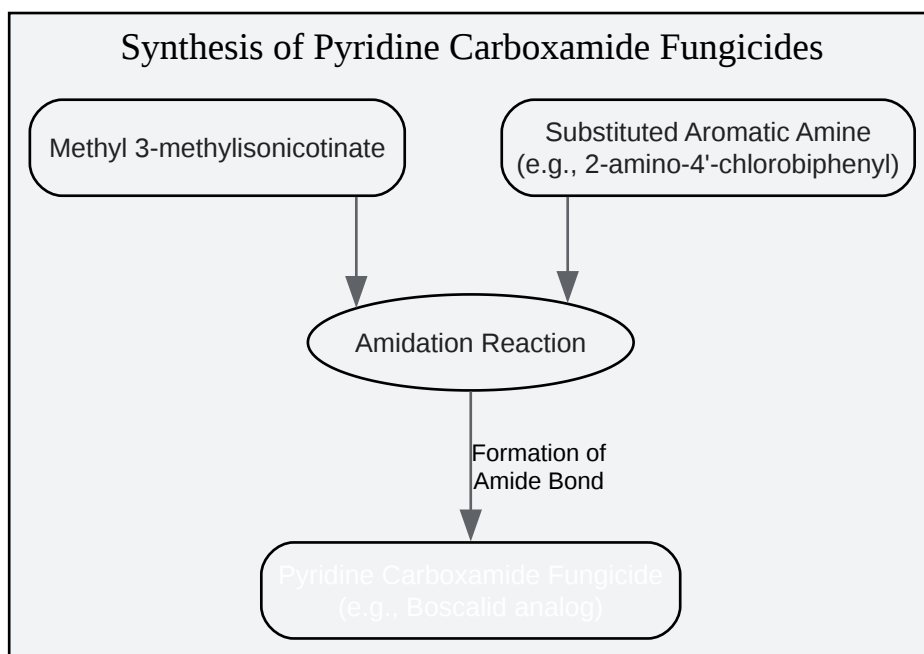 Synthesis of Pyridine Carboxamide Fungicides
Methyl 3-methylisonicotinate
Substituted Aromatic Amine
(e.g., 2-amino-4'-chlorobiphenyl)
Amidation Reaction
Formation of
Amide Bond
Pyridine Carboxamide Fungicide
(e.g., Boscalid analog)